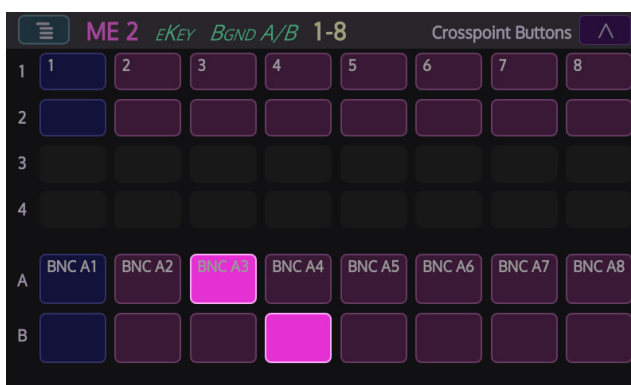 ME 2 eKey Bgnd A/B 1-8 Crosspoint Buttons
1 1 2 3 4 5 6 7 8
2
3
4
A BNC A1 BNC A2 BNC A3 BNC A4 BNC A5 BNC A6 BNC A7 BNC A8
B